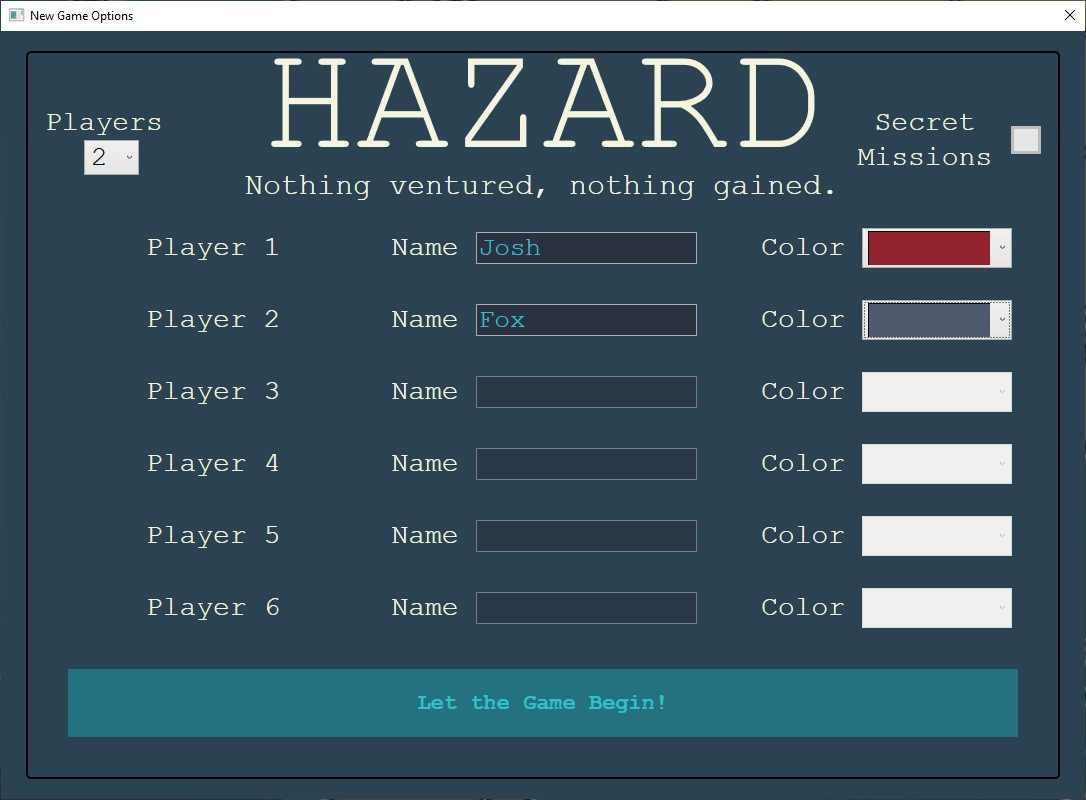 New Game Options
HAZARD
Players
2
Secret
Missions
Nothing ventured, nothing gained.
Player 1 Name Josh Color
Player 2 Name Fox Color
Player 3 Name Color
Player 4 Name Color
Player 5 Name Color
Player 6 Name Color
Let the Game Begin!